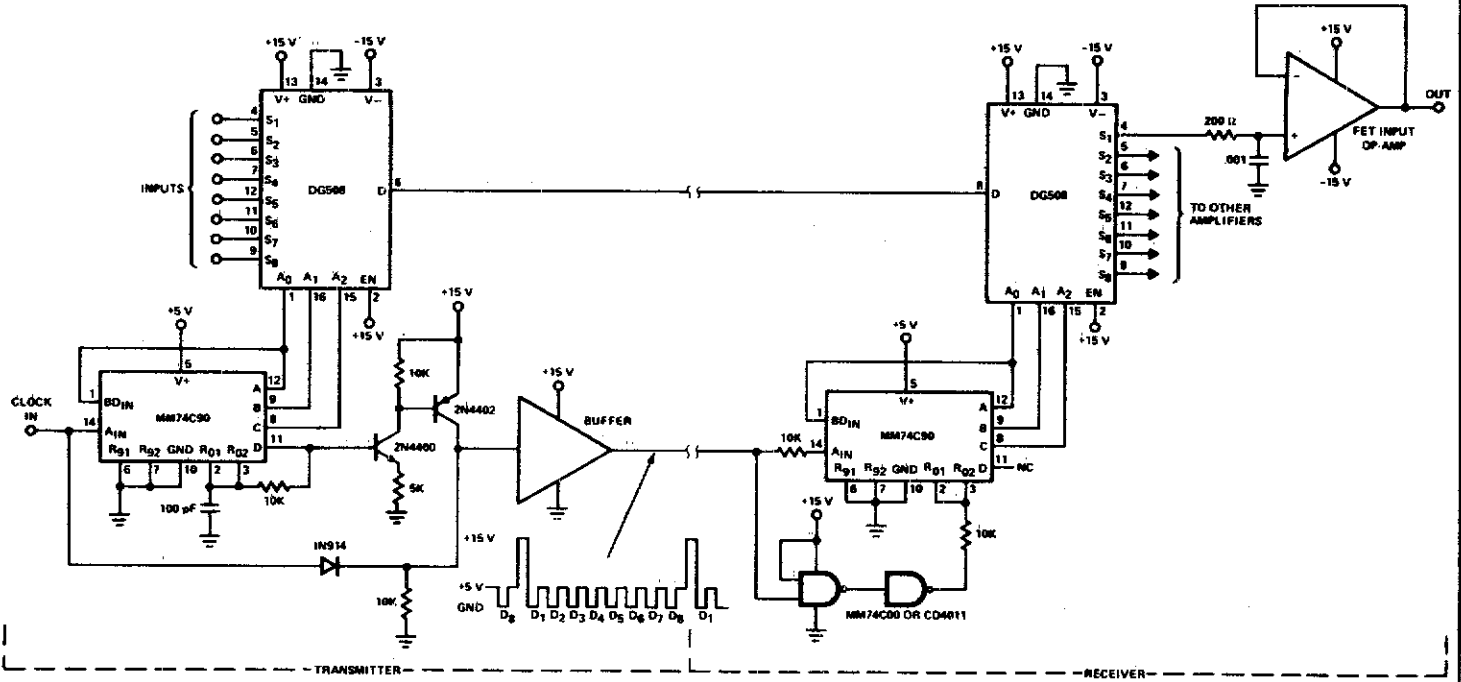 +15 V
-15 V
13
14
3
V+ GND V-
INPUTS
4 S1
5 S2
6 S3
7 S4
12 S5
11 S6
10 S7
9 S8
DG508
D
A0 A1 A2 EN
1 16 15 2
+15 V
+15 V
-15 V
13 14 3
V+ GND V-
8 D
DG508
S1 4
S2 5
S3 6
S4 7
S5 12
S6 11
S7 10
S8
A0 A1 A2 EN
1 16 15 2
+15 V
200 Ω
.001
+15 V
-
+
-15 V
FET INPUT
OP-AMP
OUT
TO OTHER
AMPLIFIERS
+5 V
5
V+
CLOCK
IN
1 BDIN
14 AIN
MM74C90
A 12
B 9
C 8
D 11
R91 R92 GND R01 R02
6 7 10 2 3
100 pF
10K
+15 V
10K
2N4402
2N4400
5K
IN914
10K
+15 V
BUFFER
+15 V
+5 V
GND
D8 D1 D2 D3 D4 D5 D6 D7 D8 D1
+5 V
5
V+
1 BDIN
10K
14 AIN
MM74C90
A 12
B 9
C 8
D 11 NC
R91 R92 GND R01 R02
6 7 10 2 3
+15 V
10K
MM74C00 OR CD4011
TRANSMITTER
RECEIVER